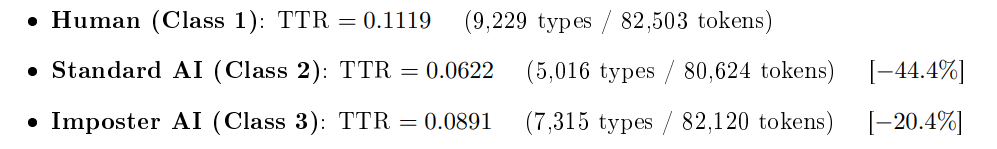 • Human (Class 1): TTR = 0.1119 (9,229 types / 82,503 tokens)
• Standard AI (Class 2): TTR = 0.0622 (5,016 types / 80,624 tokens) [−44.4%]
• Imposter AI (Class 3): TTR = 0.0891 (7,315 types / 82,120 tokens) [−20.4%]